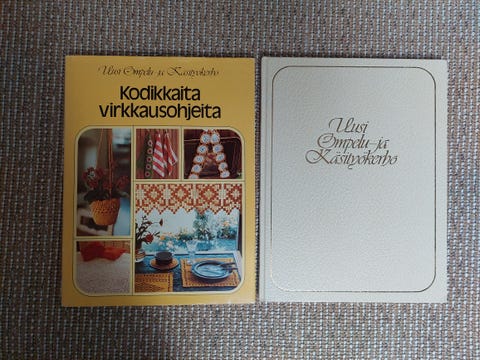 Uusi Ompelu- ja Käsityökerho
Kodikkaita
virkkausohjeita
Uusi
Ompelu- ja
Käsityökerho